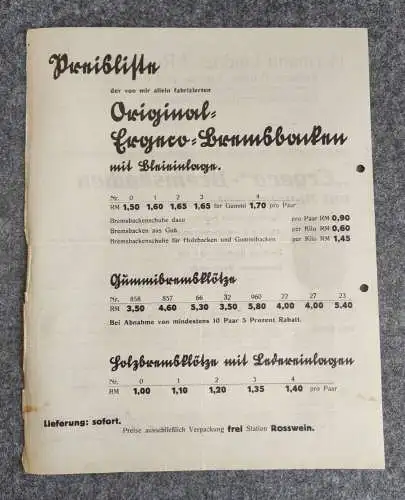 Preisliste
der von mir allein fabrizierten
Original-
Ergeco-Bremsbacken
mit Bleieinlage.
Nr. 0 1 2 3 4
RM 1,50 1,60 1,65 1,65 für Gummi 1,70 pro Paar
Bremsbackenschuhe dazu pro Paar RM 0,90
Bremsbacken aus Guß per Kilo RM 0,60
Bremsbackenschuhe für Holzbacken und Gummibacken per Kilo RM 1,45
Gummibremsklötze
Nr. 858 857 66 32 960 77 27 23
RM 3,50 4,60 5,30 3,50 5,80 4,00 4,00 5,40
Bei Abnahme von mindestens 10 Paar 5 Prozent Rabatt.
Holzbremsklötze mit Ledereinlagen
Nr. 0 1 2 3 4
RM 1,00 1,10 1,20 1,35 1,40 pro Paar
Lieferung: sofort.
Preise ausschließlich Verpackung frei Station Rosswein.